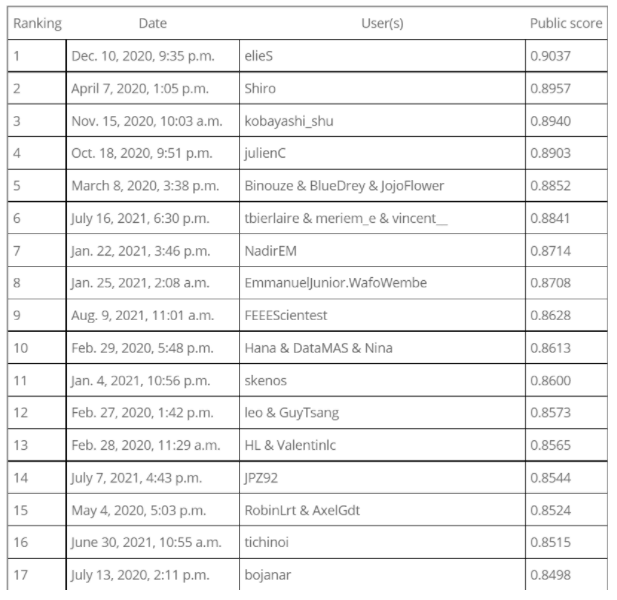 Ranking Date User(s) Public score
1 Dec. 10, 2020, 9:35 p.m. elieS 0.9037
2 April 7, 2020, 1:05 p.m. Shiro 0.8957
3 Nov. 15, 2020, 10:03 a.m. kobayashi_shu 0.8940
4 Oct. 18, 2020, 9:51 p.m. julienC 0.8903
5 March 8, 2020, 3:38 p.m. Binouze & BlueDrey & JojoFlower 0.8852
6 July 16, 2021, 6:30 p.m. tbierlaire & meriem_e & vincent__ 0.8841
7 Jan. 22, 2021, 3:46 p.m. NadirEM 0.8714
8 Jan. 25, 2021, 2:08 a.m. EmmanuelJunior.WafoWembe 0.8708
9 Aug. 9, 2021, 11:01 a.m. FEEEScientest 0.8628
10 Feb. 29, 2020, 5:48 p.m. Hana & DataMAS & Nina 0.8613
11 Jan. 4, 2021, 10:56 p.m. skenos 0.8600
12 Feb. 27, 2020, 1:42 p.m. leo & GuyTsang 0.8573
13 Feb. 28, 2020, 11:29 a.m. HL & Valentinlc 0.8565
14 July 7, 2021, 4:43 p.m. JPZ92 0.8544
15 May 4, 2020, 5:03 p.m. RobinLrt & AxelGdt 0.8524
16 June 30, 2021, 10:55 a.m. tichinoi 0.8515
17 July 13, 2020, 2:11 p.m. bojanar 0.8498